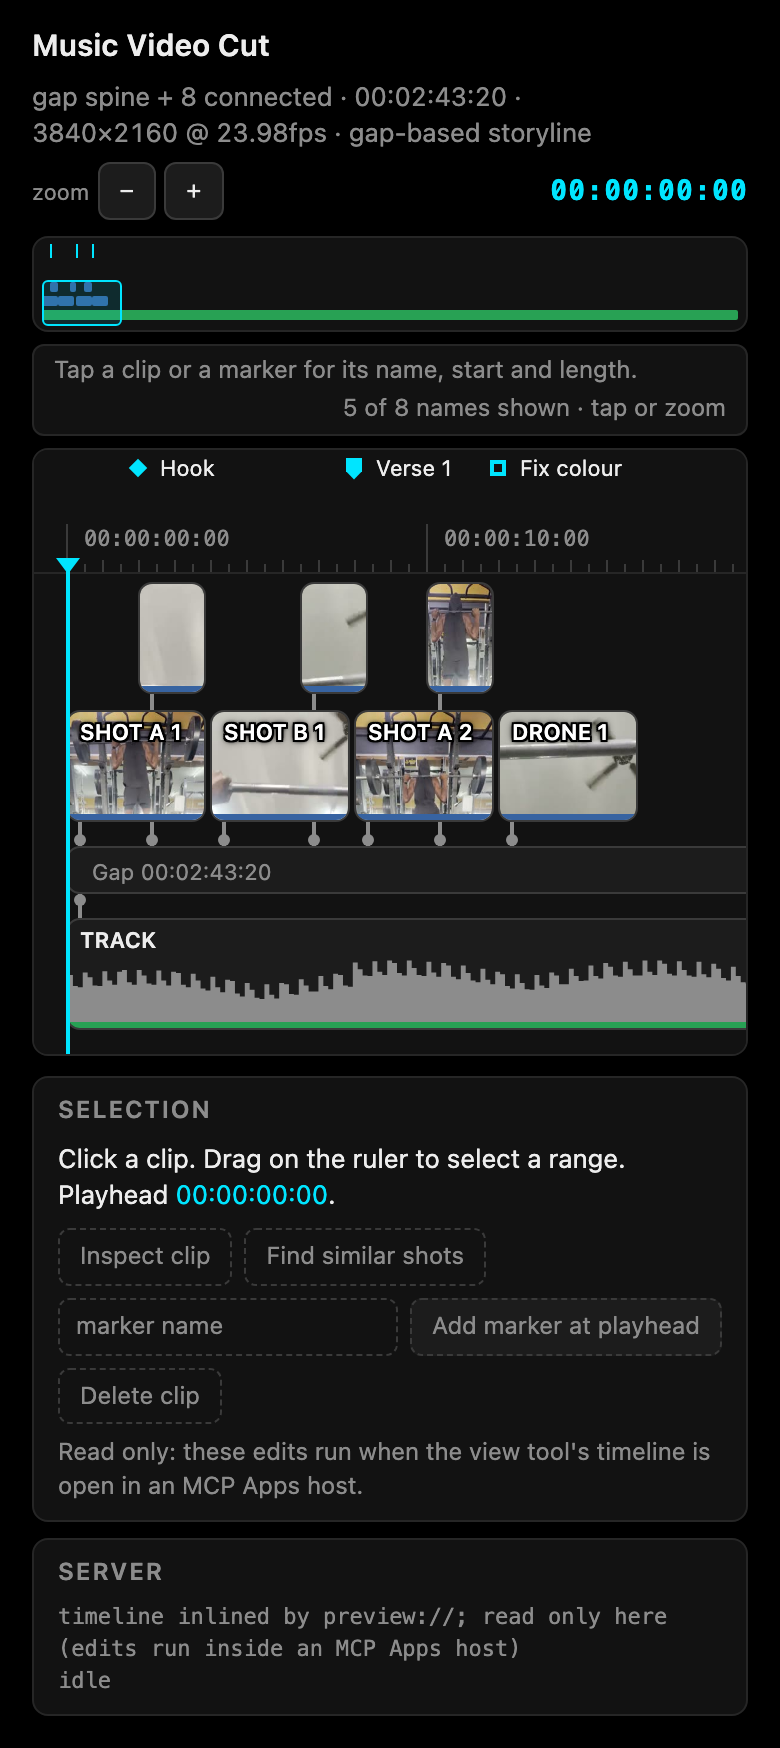 Music Video Cut
gap spine + 8 connected · 00:02:43:20 ·
3840×2160 @ 23.98fps · gap-based storyline
zoom − + 00:00:00:00
Tap a clip or a marker for its name, start and length.
5 of 8 names shown · tap or zoom
Hook Verse 1 Fix colour
00:00:00:00 00:00:10:00
SHOT A 1 SHOT B 1 SHOT A 2 DRONE 1
Gap 00:02:43:20
TRACK
SELECTION
Click a clip. Drag on the ruler to select a range.
Playhead 00:00:00:00.
Inspect clip Find similar shots
marker name Add marker at playhead
Delete clip
Read only: these edits run when the view tool's timeline is
open in an MCP Apps host.
SERVER
timeline inlined by preview://; read only here
(edits run inside an MCP Apps host)
idle